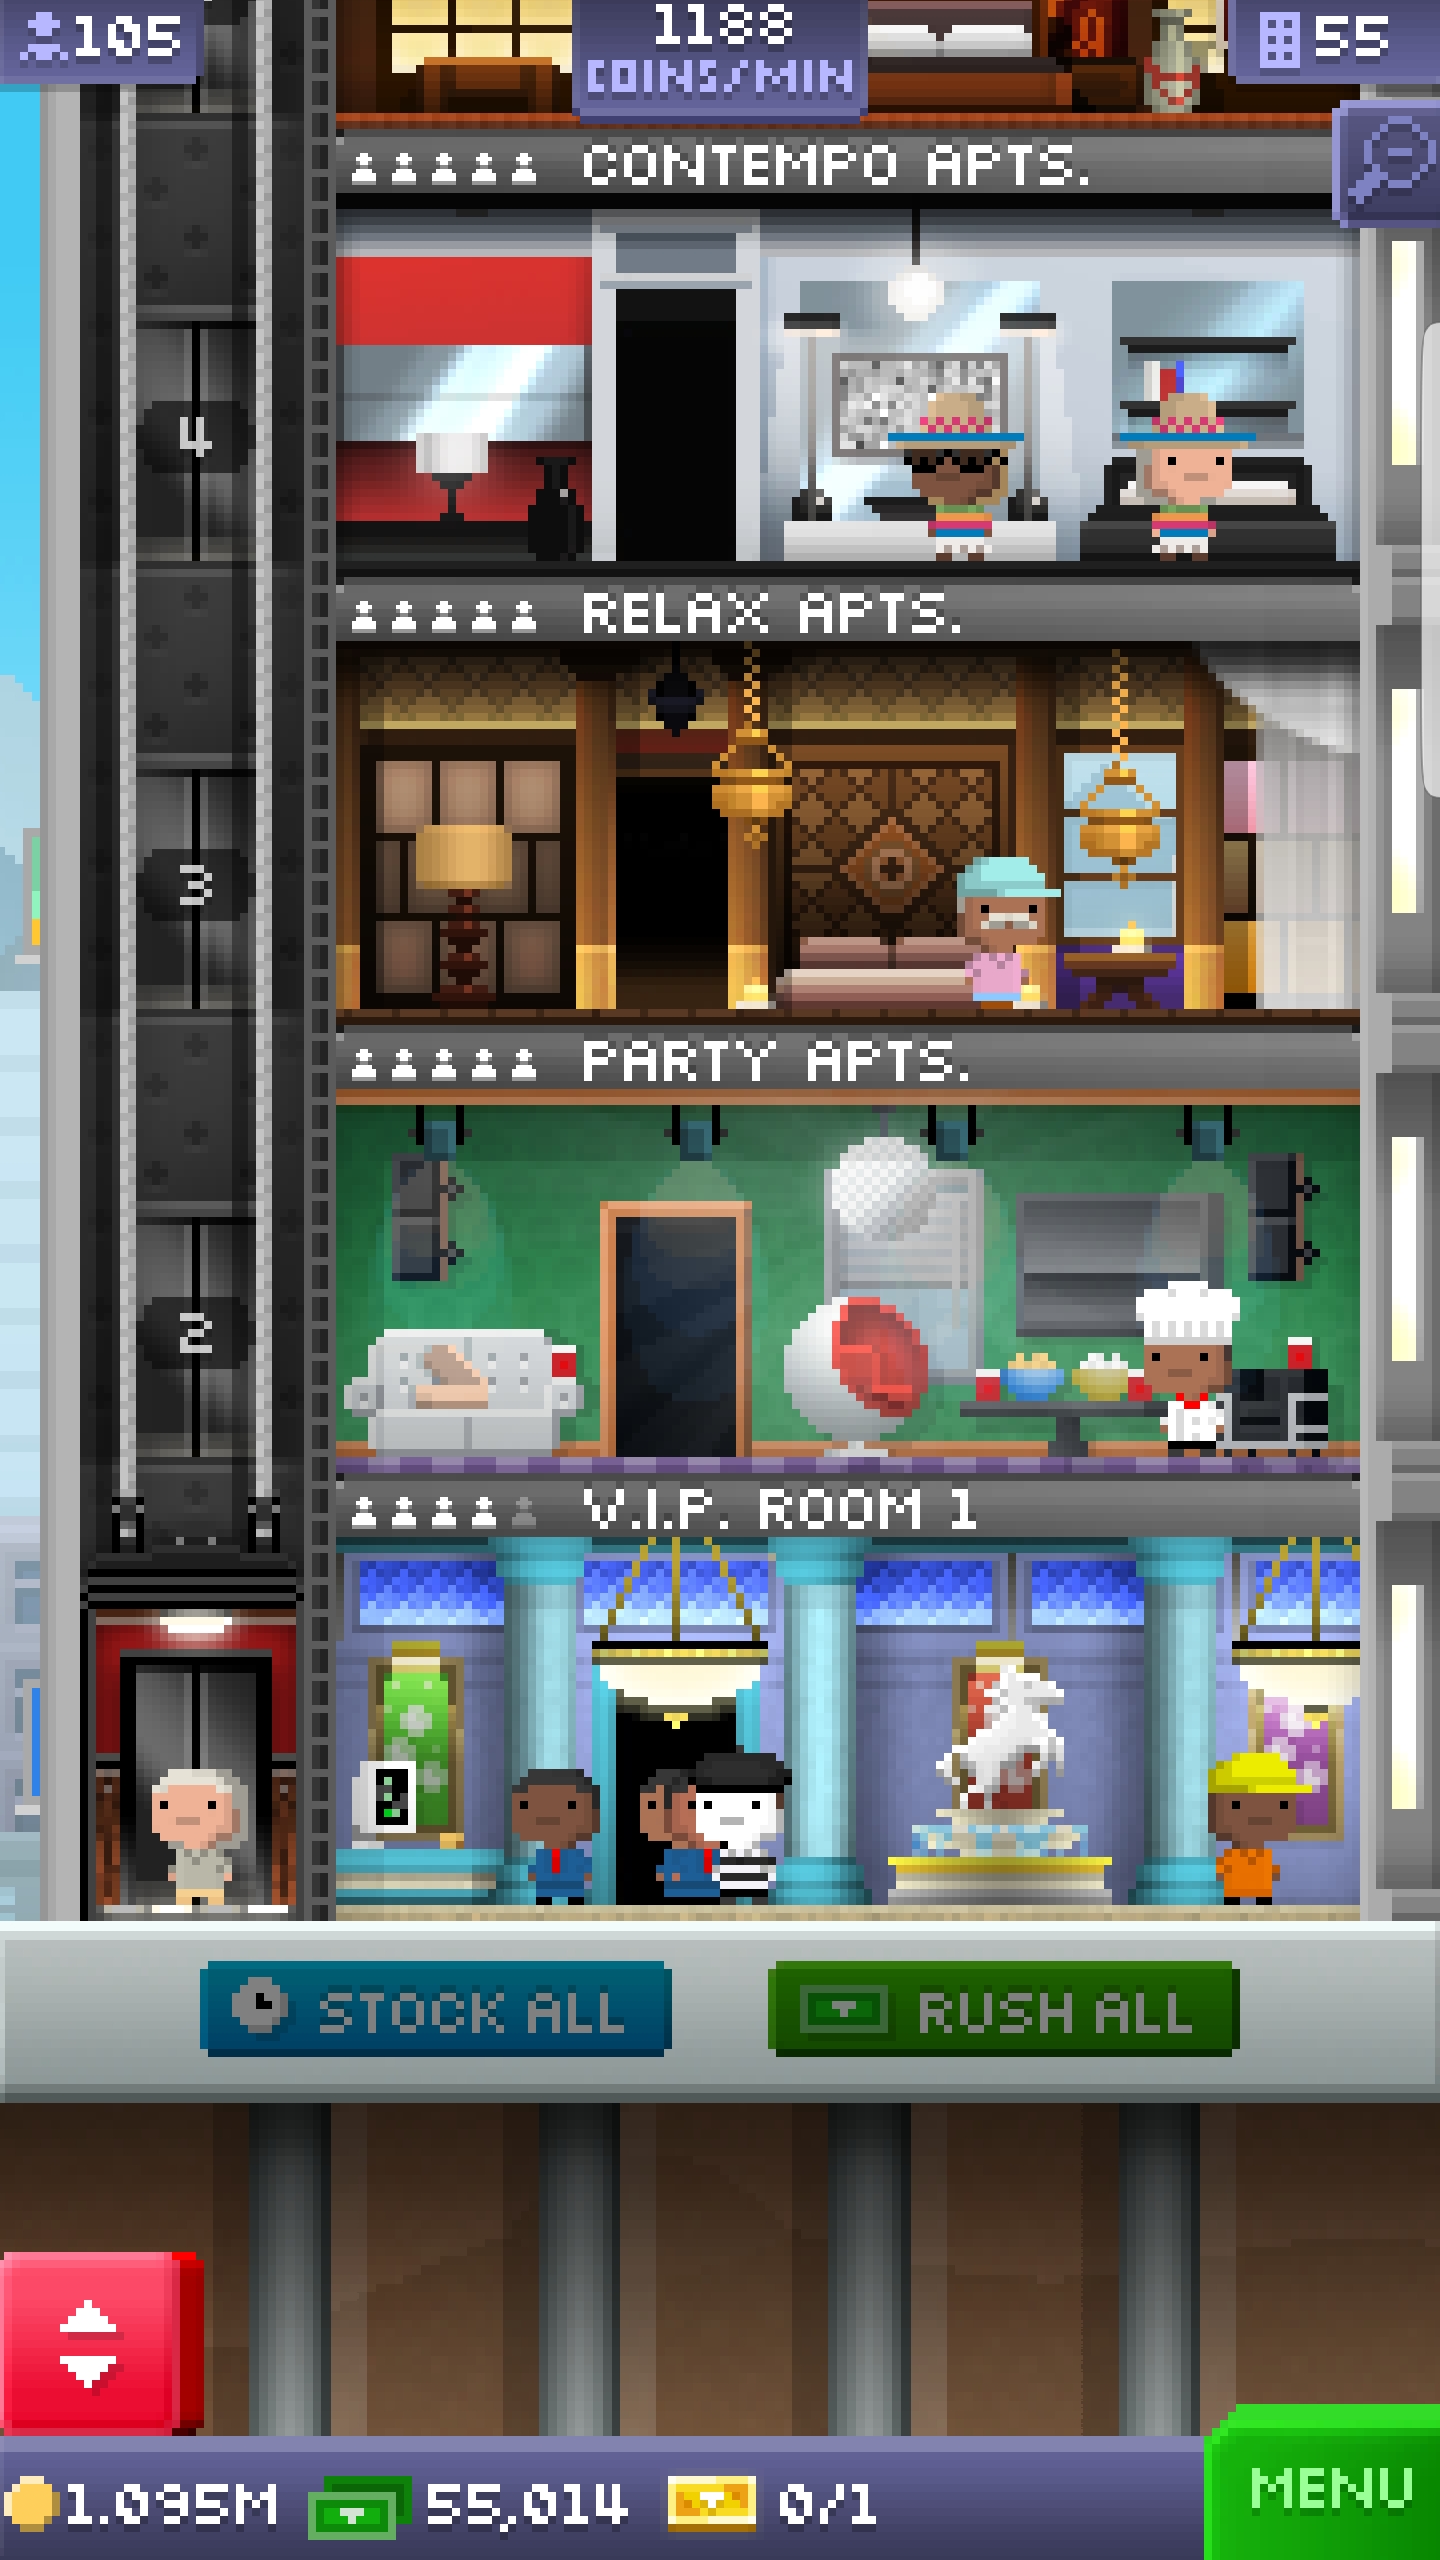 105
1188
COINS/MIN
55
CONTEMPO APTS.
4
RELAX APTS.
3
PARTY APTS.
2
V.I.P. ROOM 1
STOCK ALL
RUSH ALL
1.095M
55,014
0/1
MENU